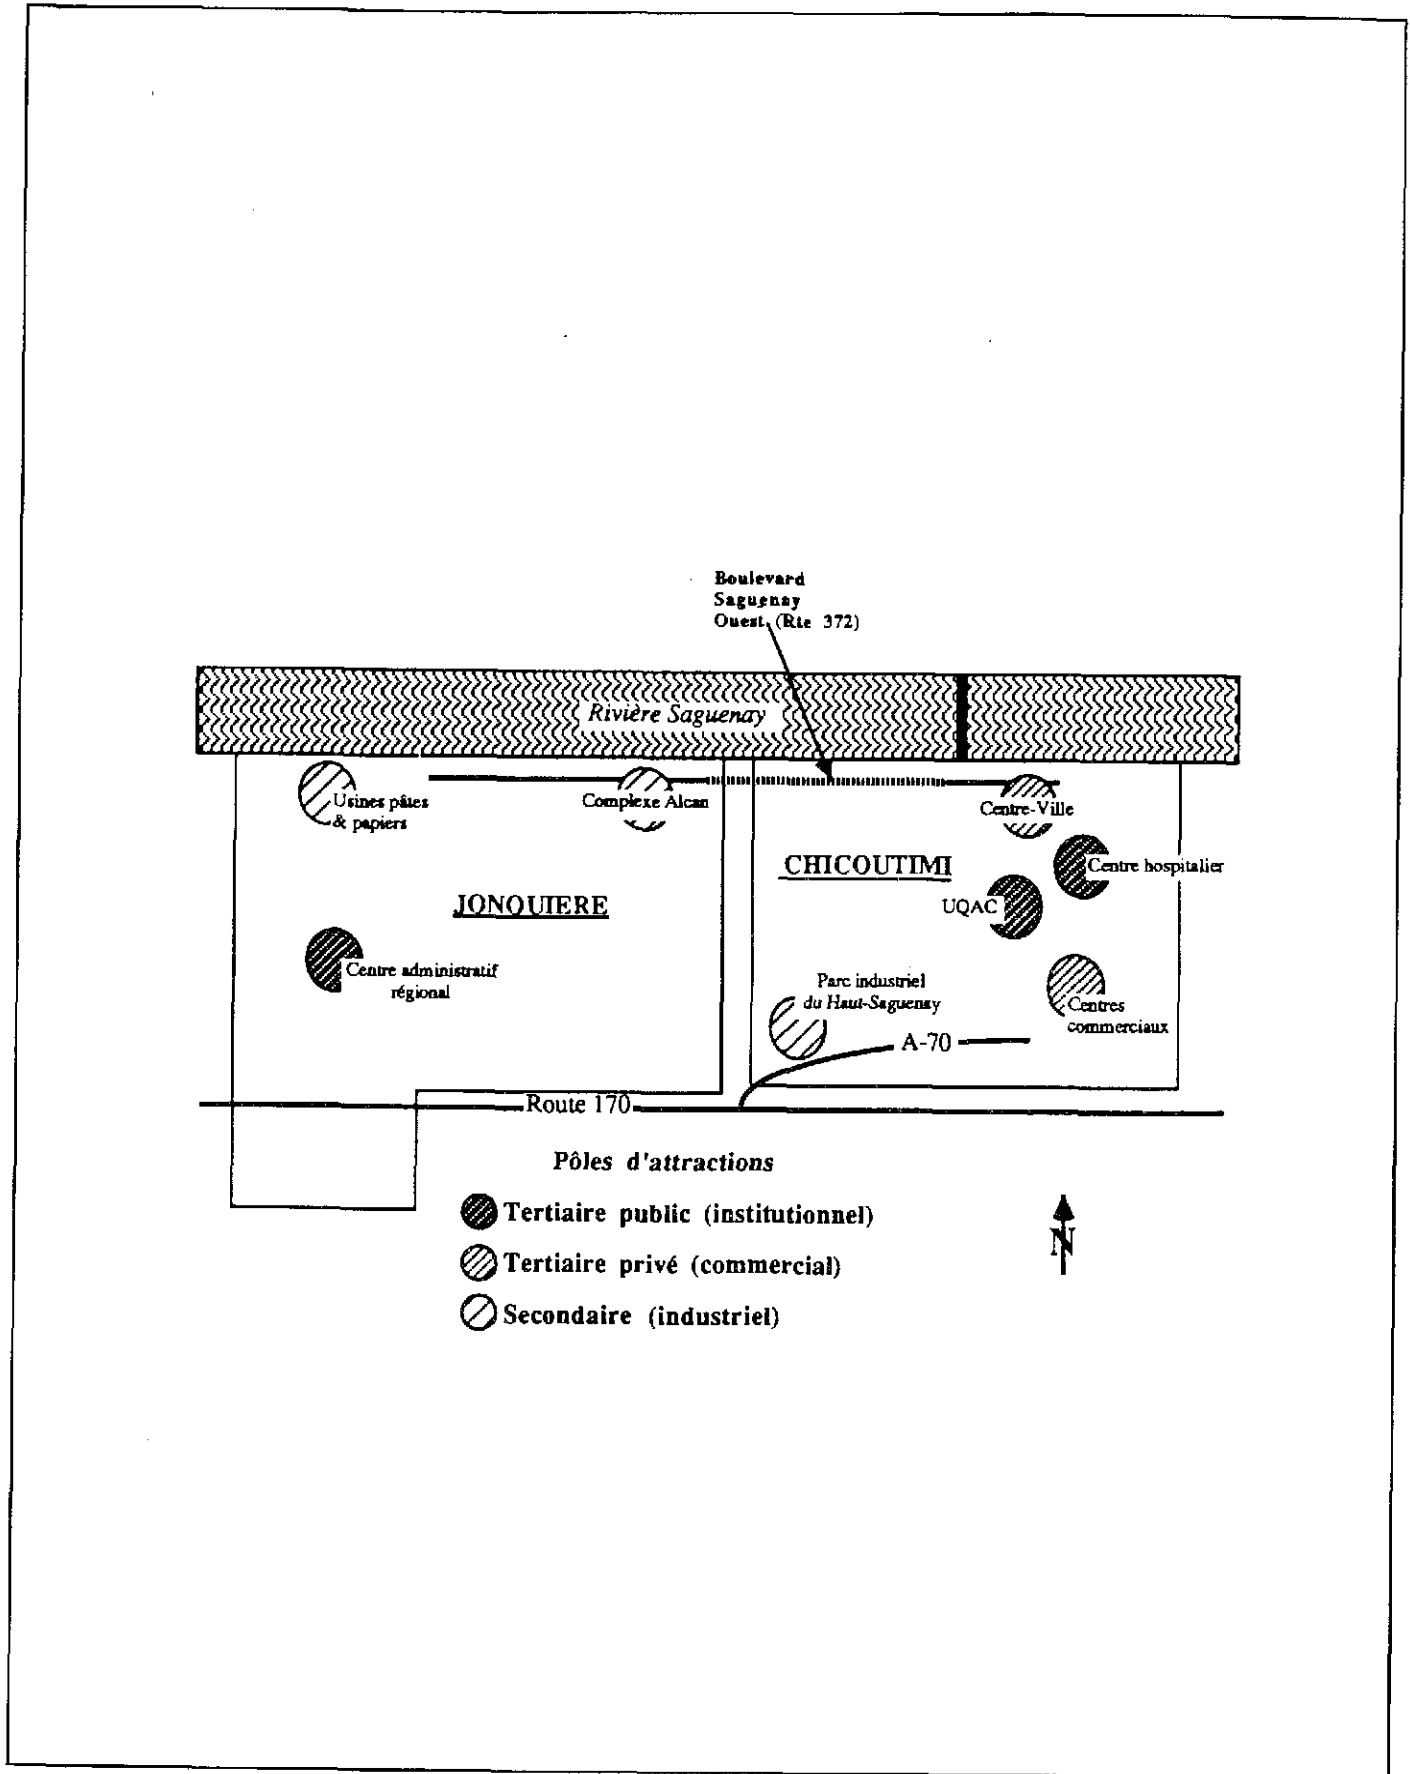 Boulevard
Saguenay
Ouest (Rte 372)
Rivière Saguenay
Usines pâtes
& papiers
Complexe Alcan
Centre-Ville
CHICOUTIMI
Centre hospitalier
JONQUIERE
UQAC
Centre administratif
régional
Parc industriel
du Haut-Saguenay
Centres
commerciaux
A-70
Route 170
Pôles d'attractions
Tertiaire public (institutionnel)
N
Tertiaire privé (commercial)
Secondaire (industriel)